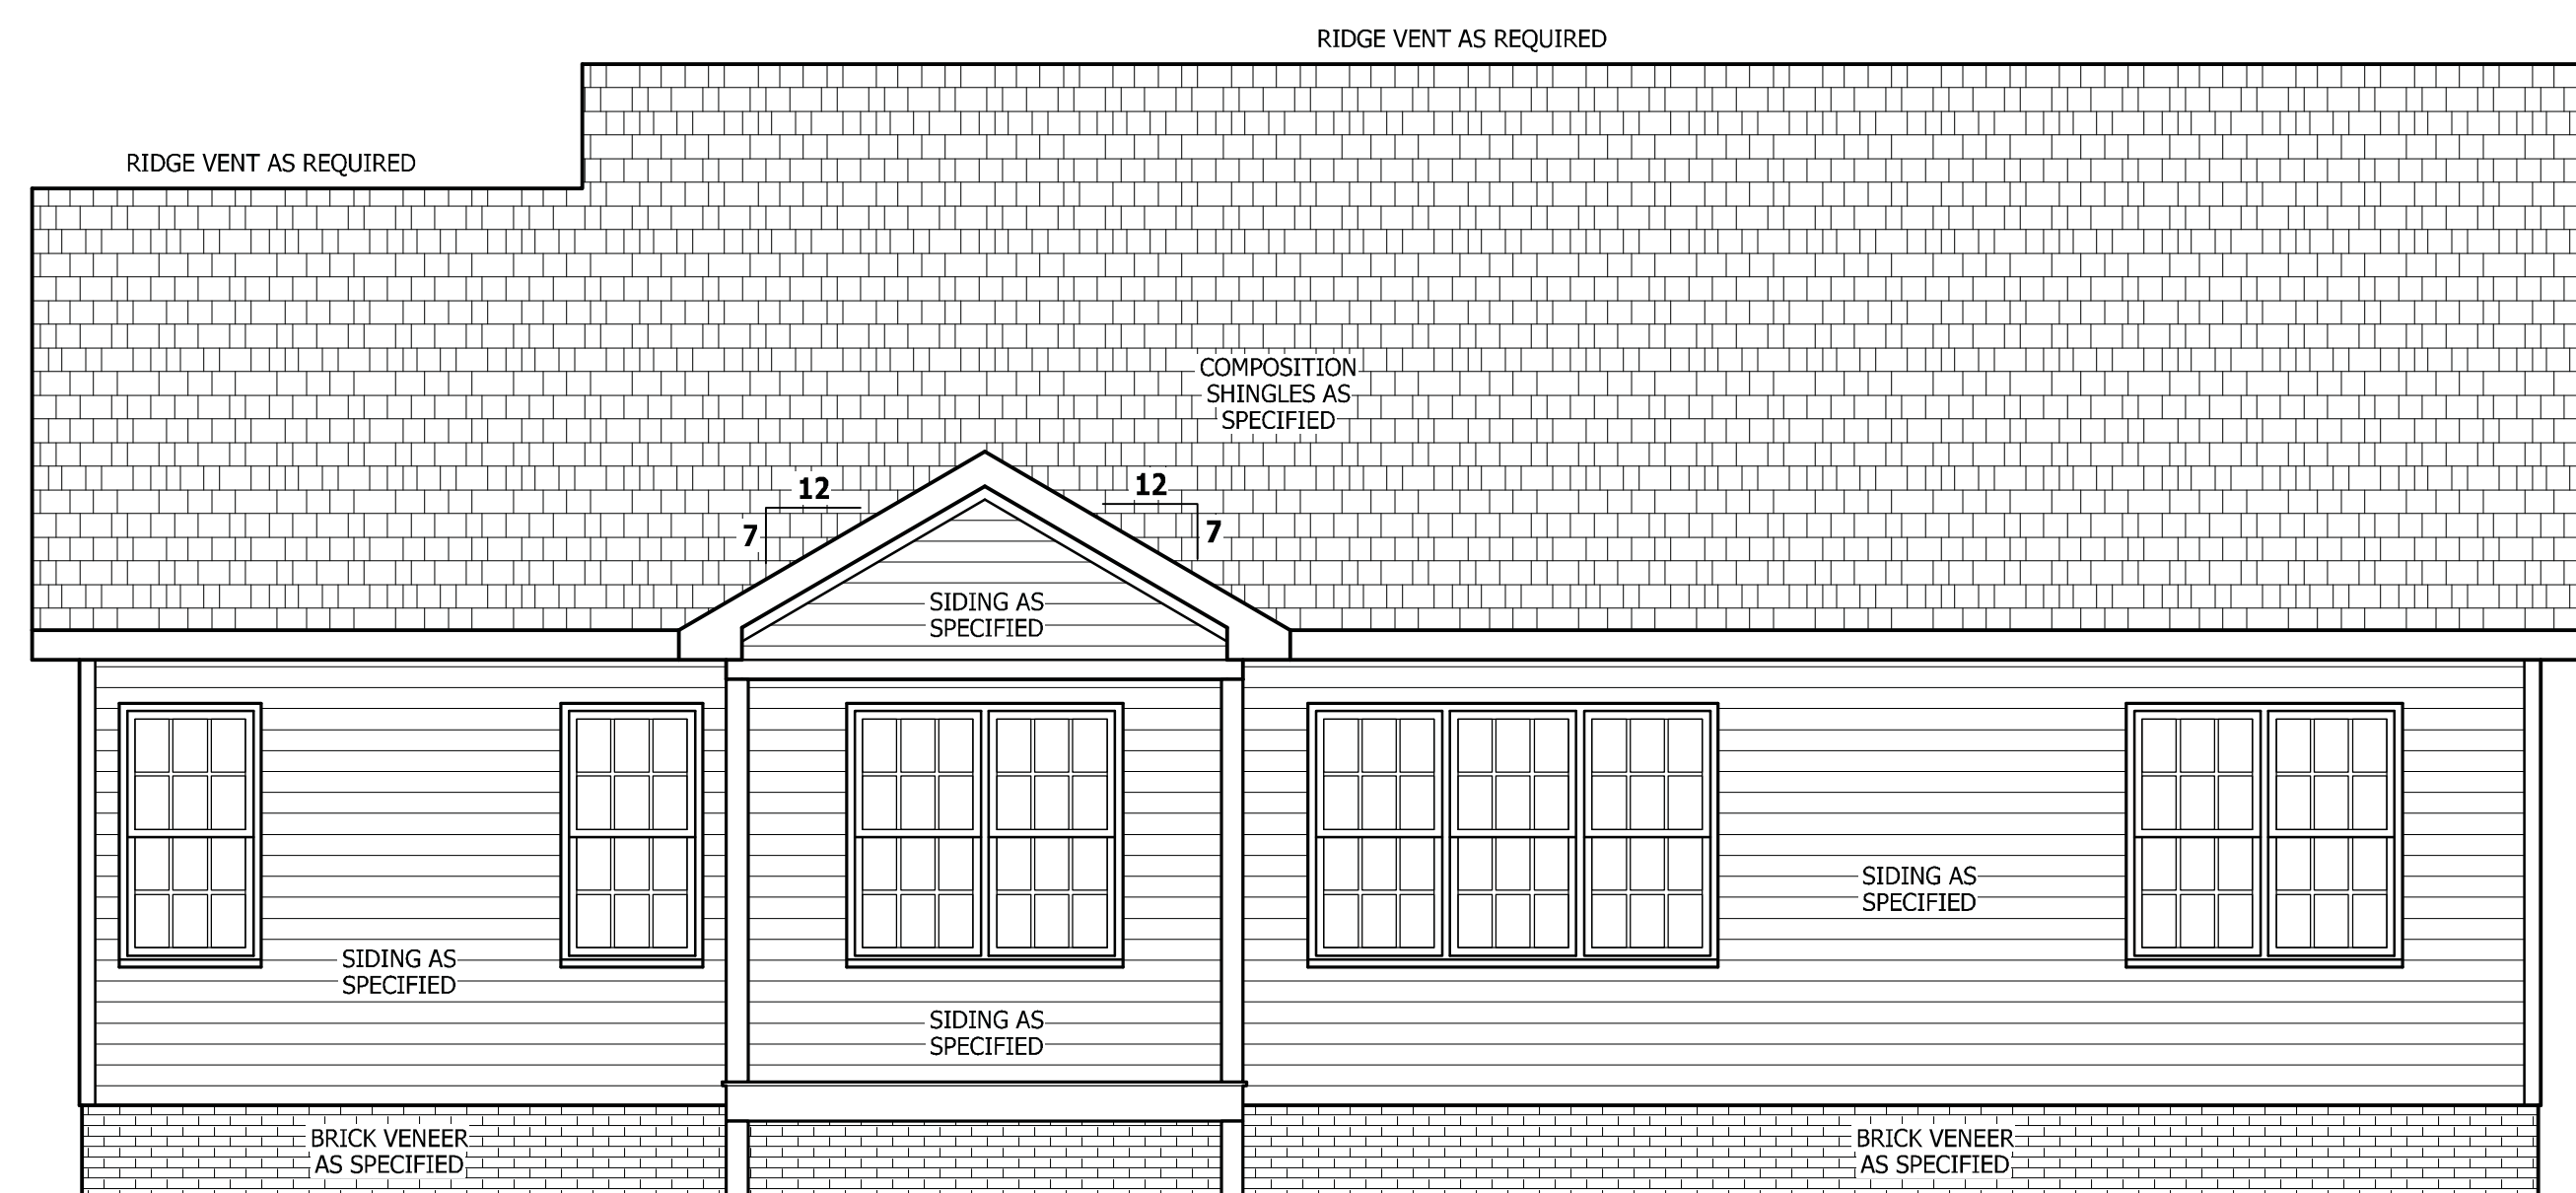 RIDGE VENT AS REQUIRED
RIDGE VENT AS REQUIRED
COMPOSITION
SHINGLES AS
SPECIFIED
12
7
12
7
SIDING AS
SPECIFIED
SIDING AS
SPECIFIED
SIDING AS
SPECIFIED
SIDING AS
SPECIFIED
BRICK VENEER
AS SPECIFIED
BRICK VENEER
AS SPECIFIED